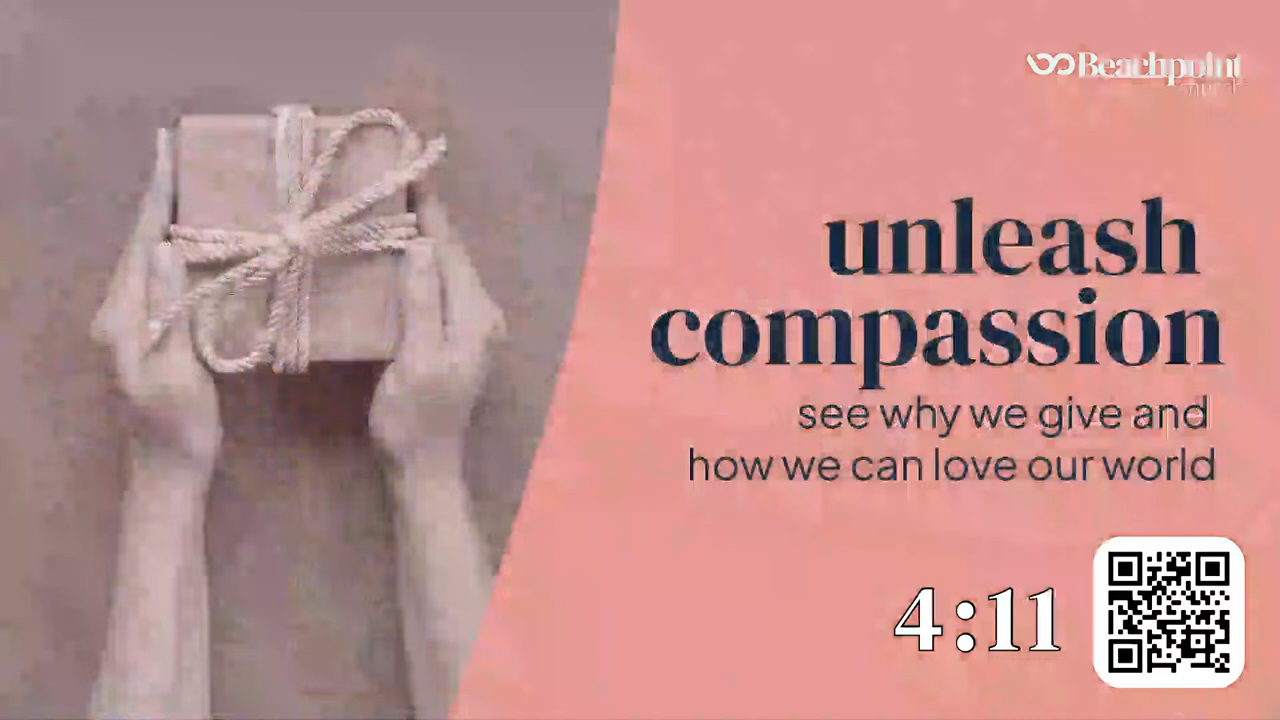 Beachpoint
unleash
compassion
see why we give and
how we can love our world
4:11